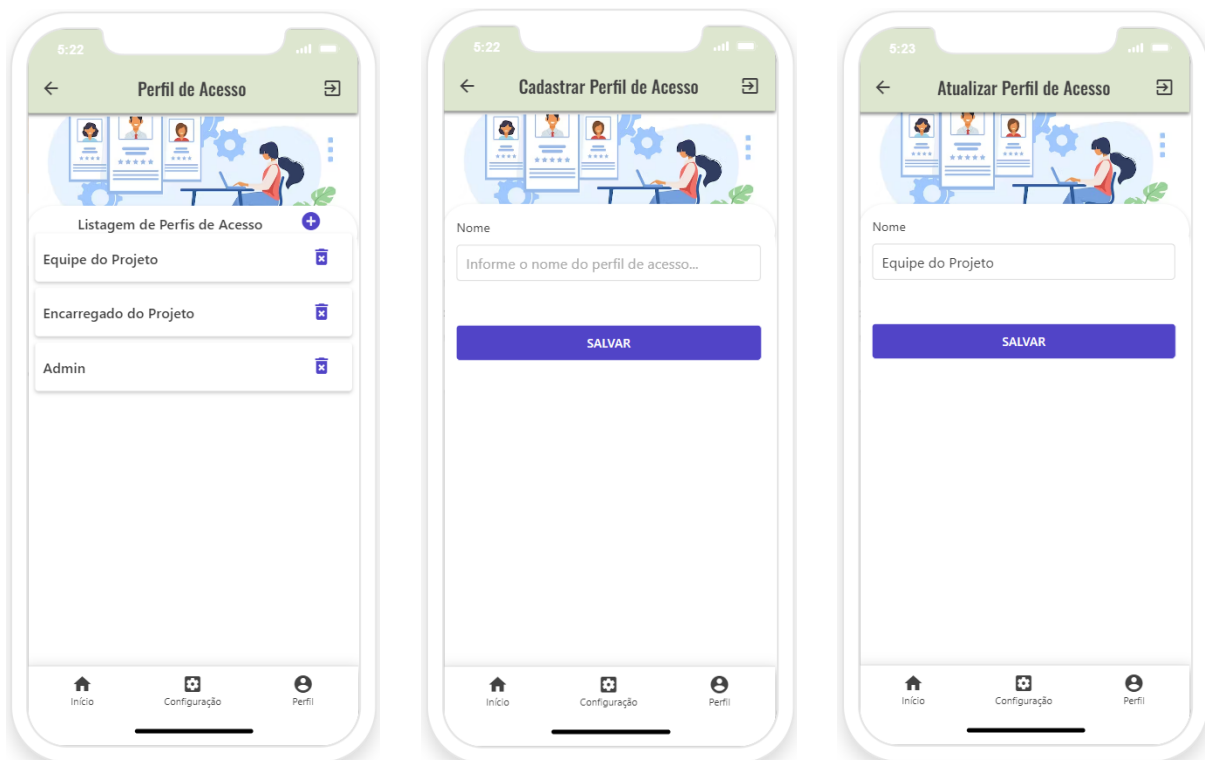 5:22
Perfil de Acesso
Listagem de Perfis de Acesso
Equipe do Projeto
Encarregado do Projeto
Admin
Início
Configuração
Perfil
5:22
Cadastrar Perfil de Acesso
Nome
Informe o nome do perfil de acesso...
SALVAR
Início
Configuração
Perfil
5:23
Atualizar Perfil de Acesso
Nome
Equipe do Projeto
SALVAR
Início
Configuração
Perfil